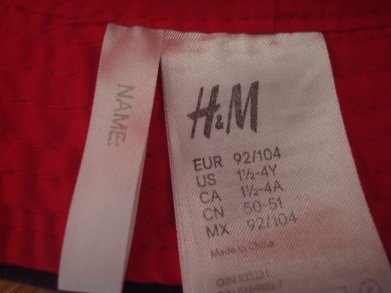 NAME:
H&M
EUR 92/104
US 1½-4Y
CA 1½-4A
CN 50-51
MX 92/104
Made in China